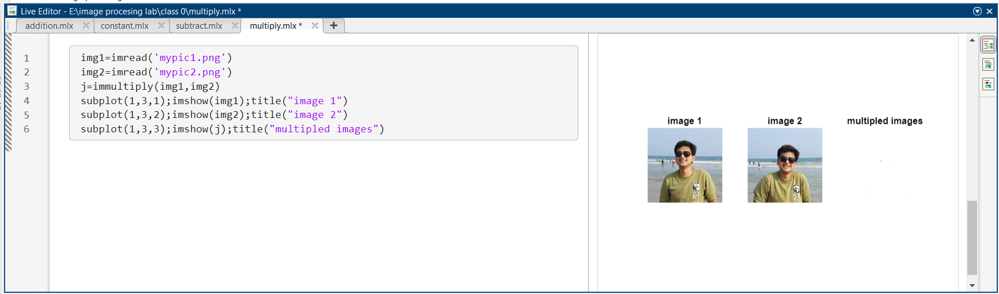 Live Editor - E:\image procesing lab\class 0\multiply.mlx *
addition.mlx constant.mlx subtract.mlx multiply.mlx *
1 img1=imread('mypic1.png')
2 img2=imread('mypic2.png')
3 j=immultiply(img1,img2)
4 subplot(1,3,1);imshow(img1);title("image 1")
5 subplot(1,3,2);imshow(img2);title("image 2")
6 subplot(1,3,3);imshow(j);title("multipled images")
image 1 image 2 multipled images